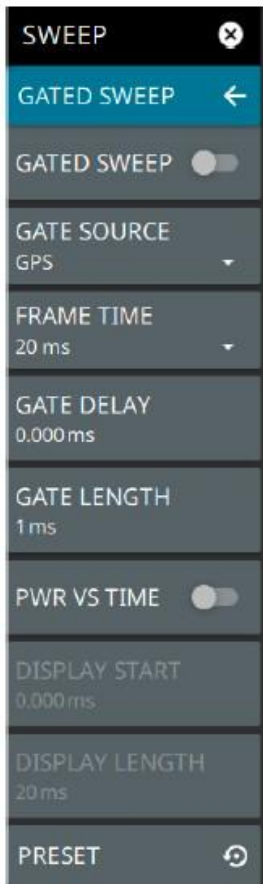 SWEEP
GATED SWEEP
GATED SWEEP
GATE SOURCE
GPS
FRAME TIME
20 ms
GATE DELAY
0.000 ms
GATE LENGTH
1 ms
PWR VS TIME
DISPLAY START
0.000 ms
DISPLAY LENGTH
20 ms
PRESET